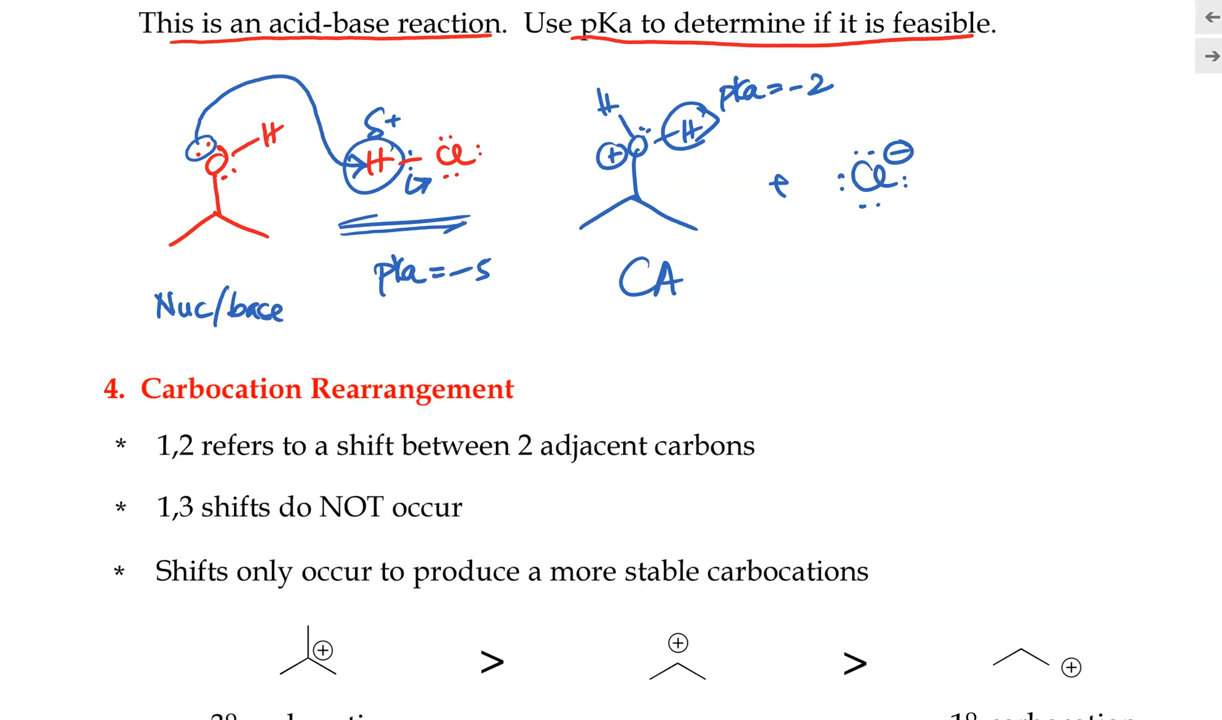 This is an acid-base reaction. Use pKa to determine if it is feasible.
H pKa=-2
H δ+ H
O H Cl O ⊕ + Cl ⊖
pKa=-5
CA
Nuc/base
4. Carbocation Rearrangement
* 1,2 refers to a shift between 2 adjacent carbons
* 1,3 shifts do NOT occur
* Shifts only occur to produce a more stable carbocations
⊕ > ⊕ > ⊕